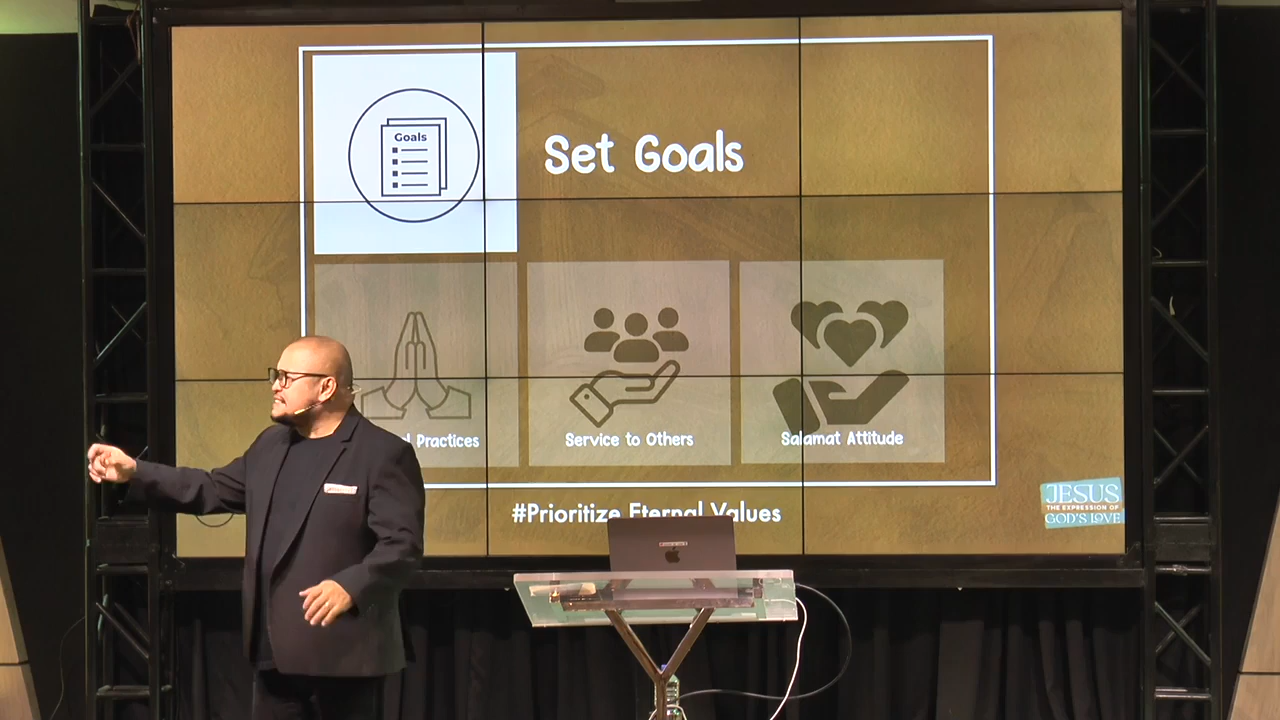 Goals
Set Goals
Practices
Service to Others
Salamat Attitude
#Prioritize Eternal Values
JESUS
THE EXPRESSION OF
GOD'S LOVE